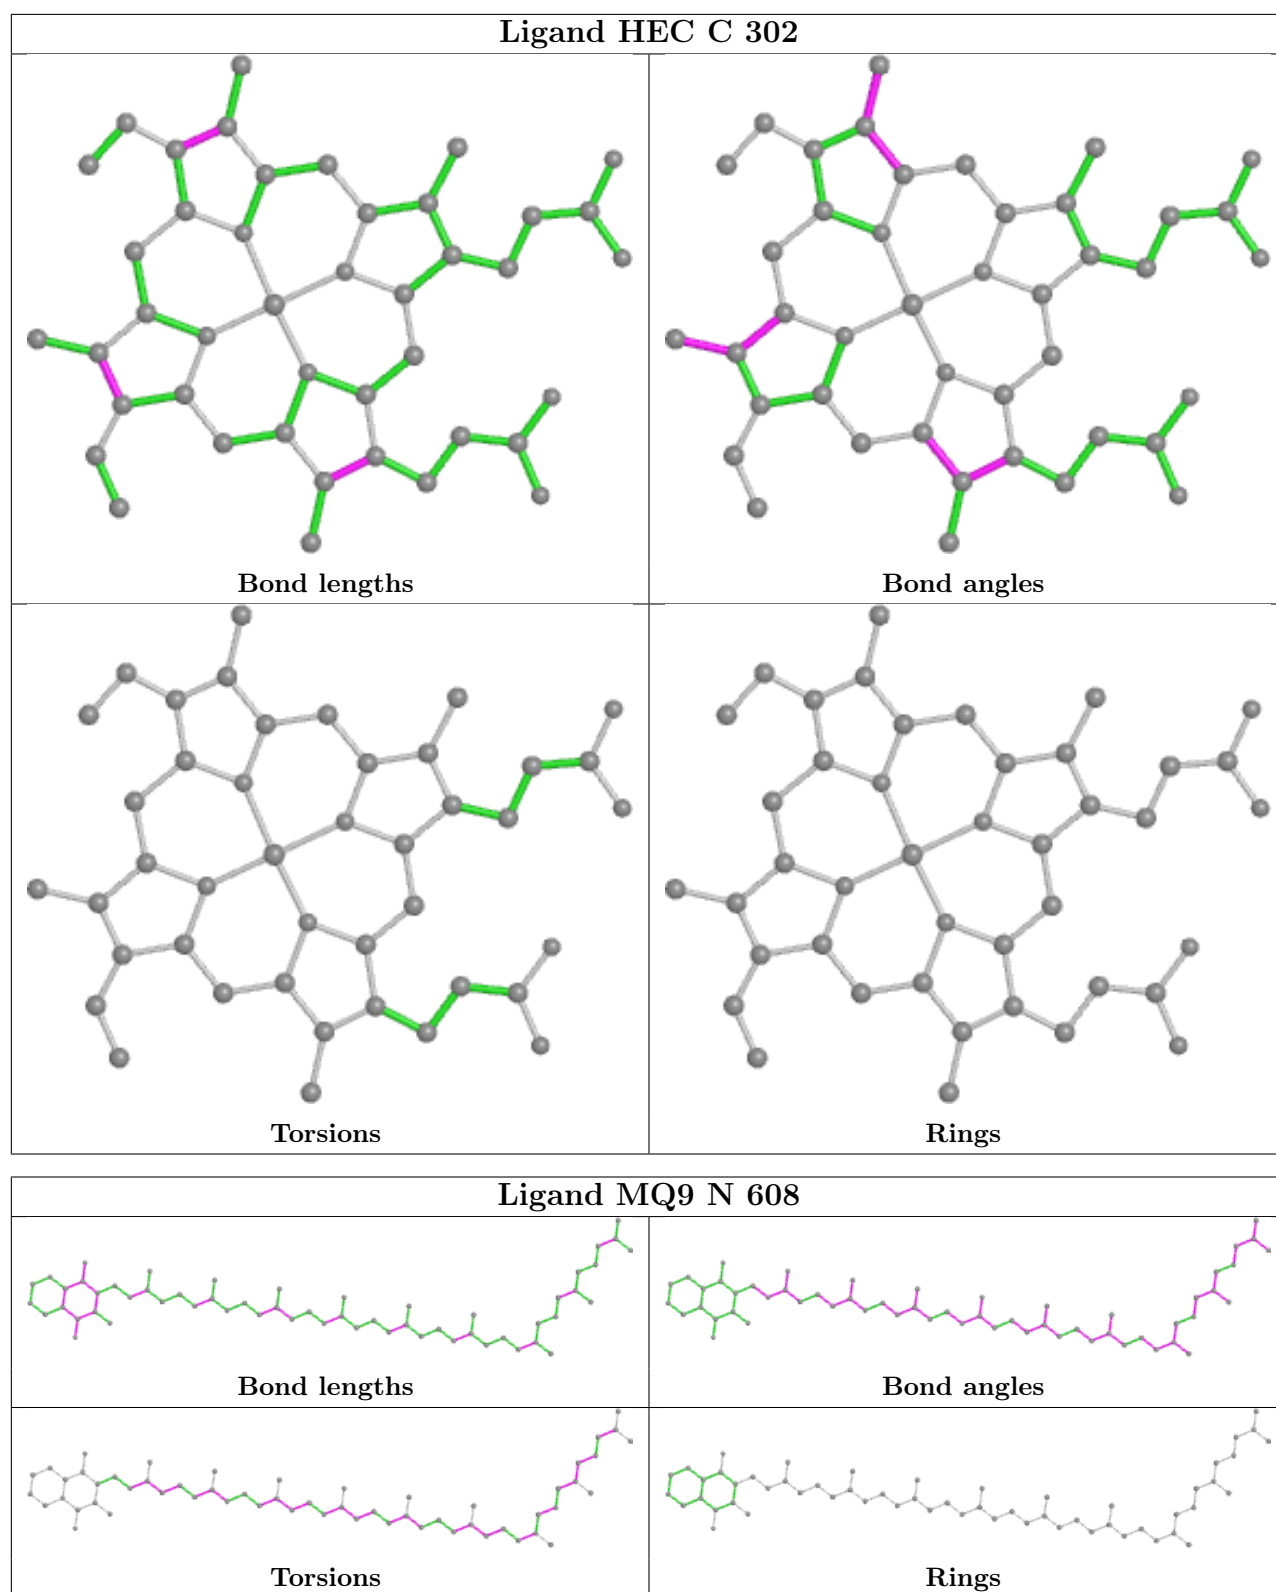 Ligand HEC C 302
Bond lengths
Bond angles
Torsions
Rings
Ligand MQ9 N 608
Bond lengths
Bond angles
Torsions
Rings